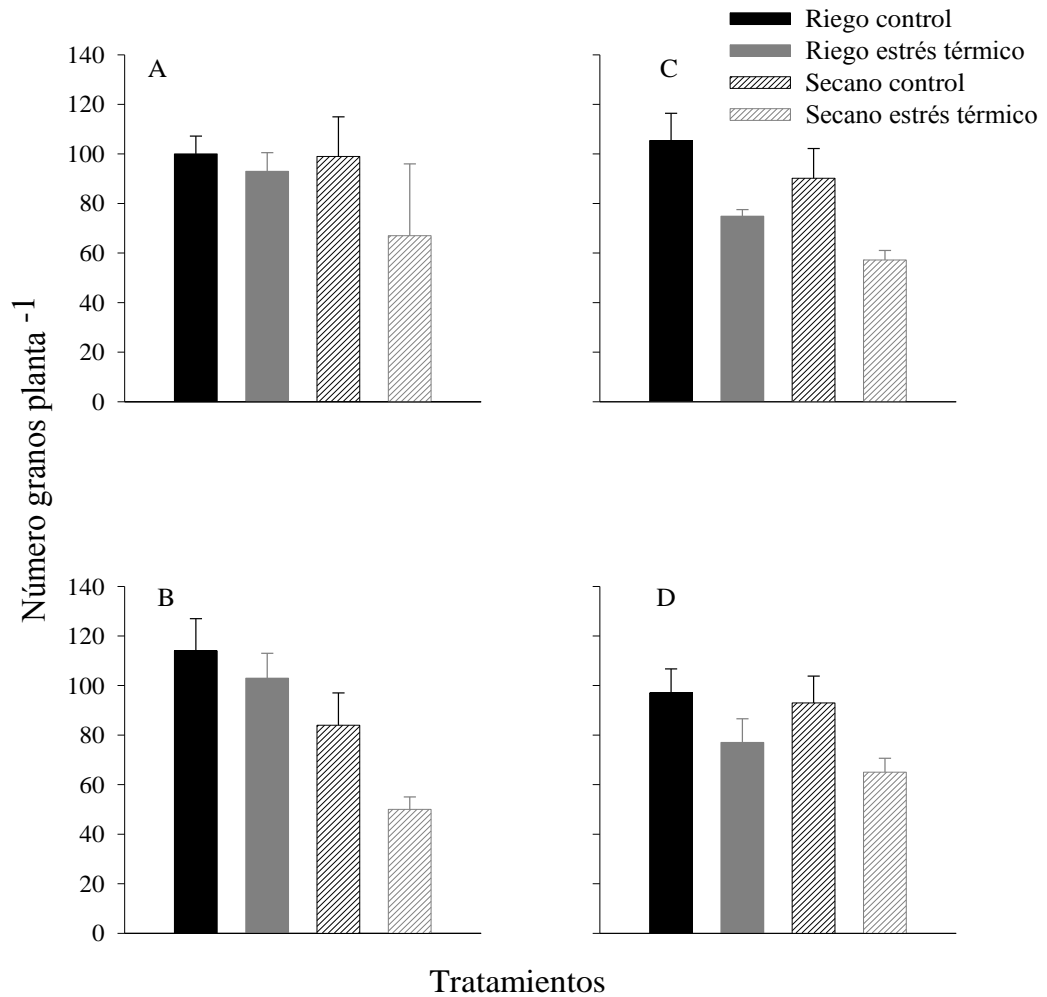 Riego control
Riego estrés térmico
Secano control
Secano estrés térmico
A
140
120
100
80
60
40
20
0
C
B
140
120
100
80
60
40
20
0
D
Número granos planta -1
Tratamientos